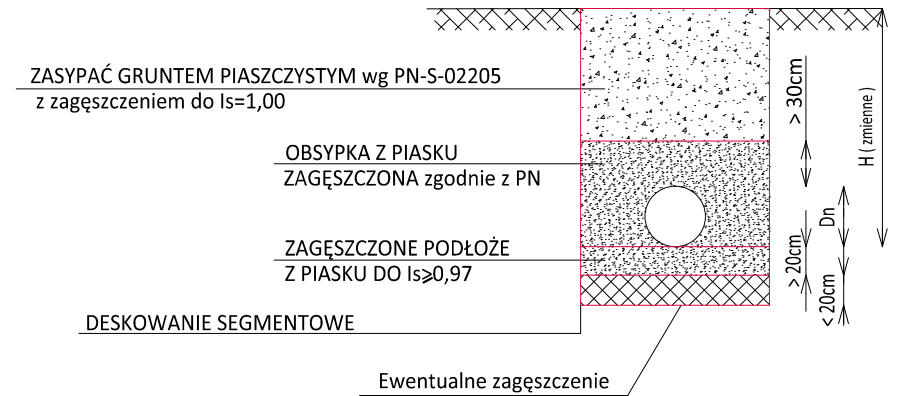 ZASYPAĆ GRUNTEM PIASZCZYSTYM wg PN-S-02205
z zagęszczeniem do Is=1,00
OBSYPKA Z PIASKU
ZAGĘSZCZONA zgodnie z PN
ZAGĘSZCZONE PODŁOŻE
Z PIASKU DO Is⩾0,97
DESKOWANIE SEGMENTOWE
Ewentualne zagęszczenie
> 30cm
H ( zmienne )
Dn
> 20cm
< 20cm